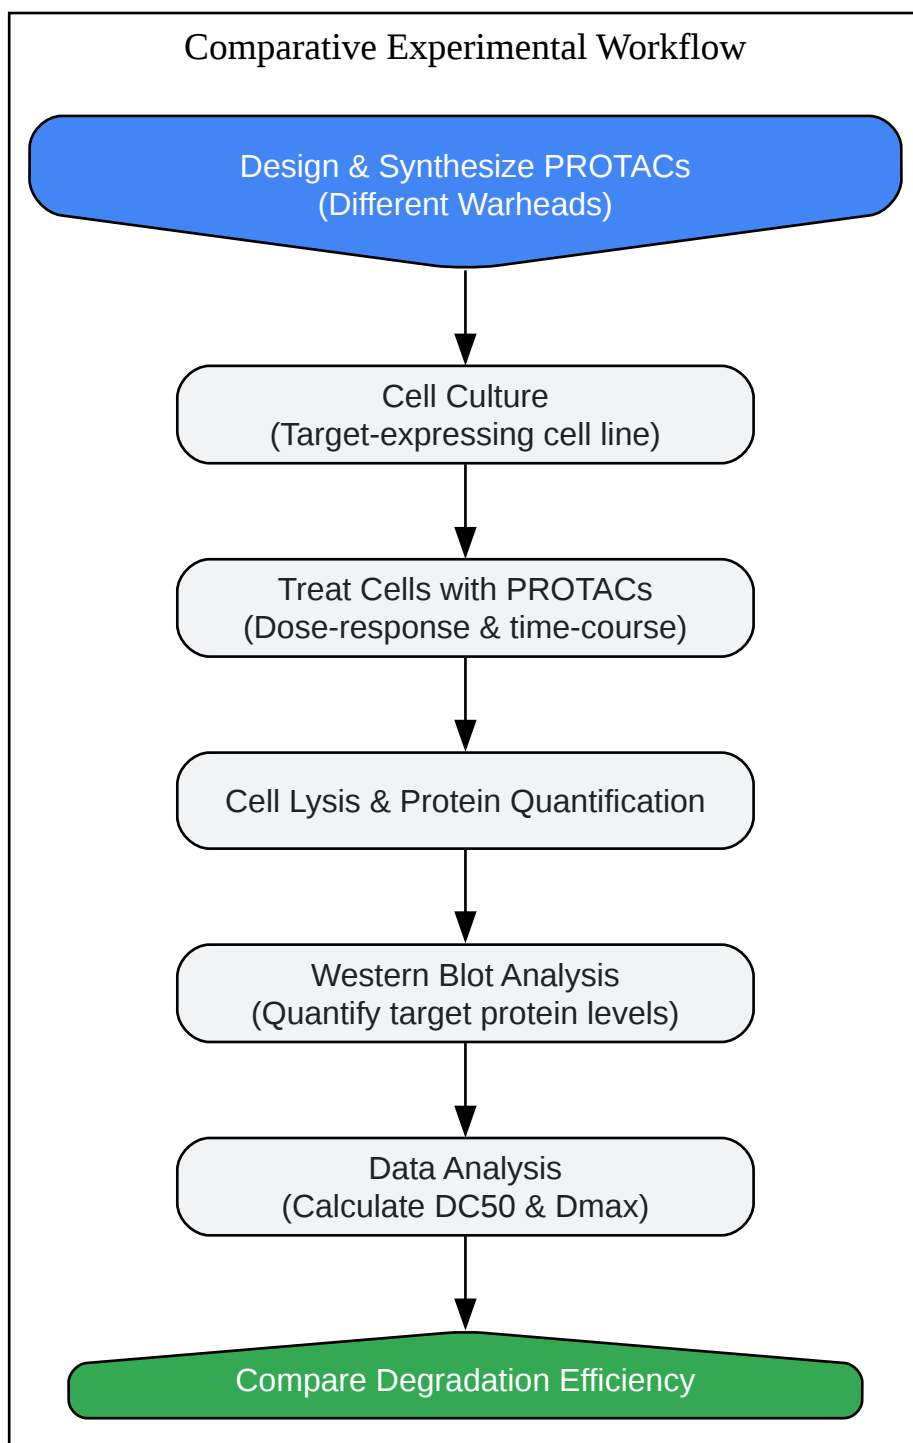 Comparative Experimental Workflow
Design & Synthesize PROTACs
(Different Warheads)
Cell Culture
(Target-expressing cell line)
Treat Cells with PROTACs
(Dose-response & time-course)
Cell Lysis & Protein Quantification
Western Blot Analysis
(Quantify target protein levels)
Data Analysis
(Calculate DC50 & Dmax)
Compare Degradation Efficiency